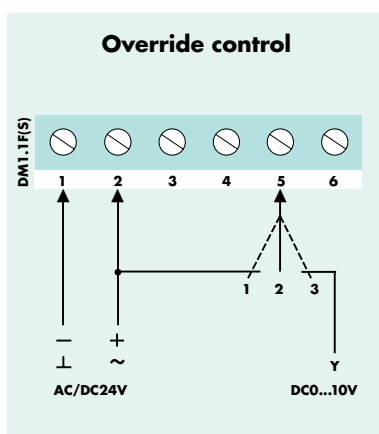 Override control
DM1.1F(S)
1 2 3 4 5 6
1 2 3
− +
⊥ ~
Y
AC/DC24V DC0...10V